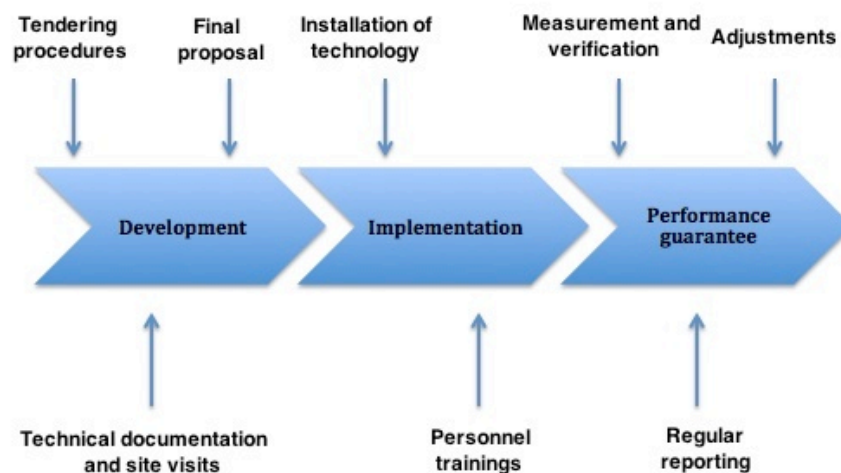 Tendering
procedures
Final
proposal
Installation of
technology
Measurement and
verification
Adjustments
Development
Implementation
Performance
guarantee
Technical documentation
and site visits
Personnel
trainings
Regular
reporting